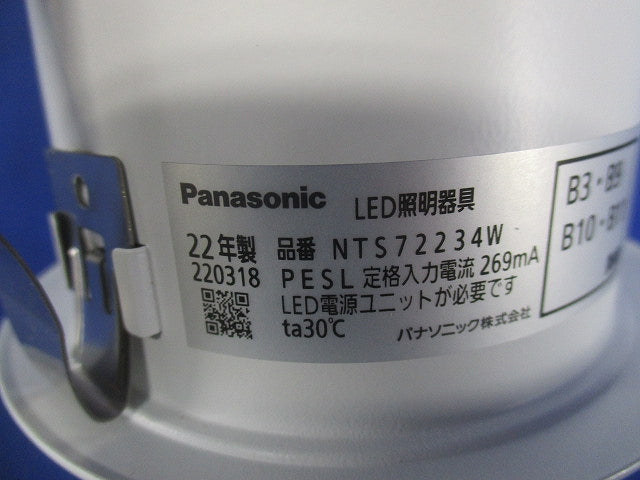 Panasonic LED照明器具
22年製 品番 NTS72234W
220318 PESL 定格入力電流 269mA
LED電源ユニットが必要です
ta30℃ パナソニック株式会社
B3・B9
B10・